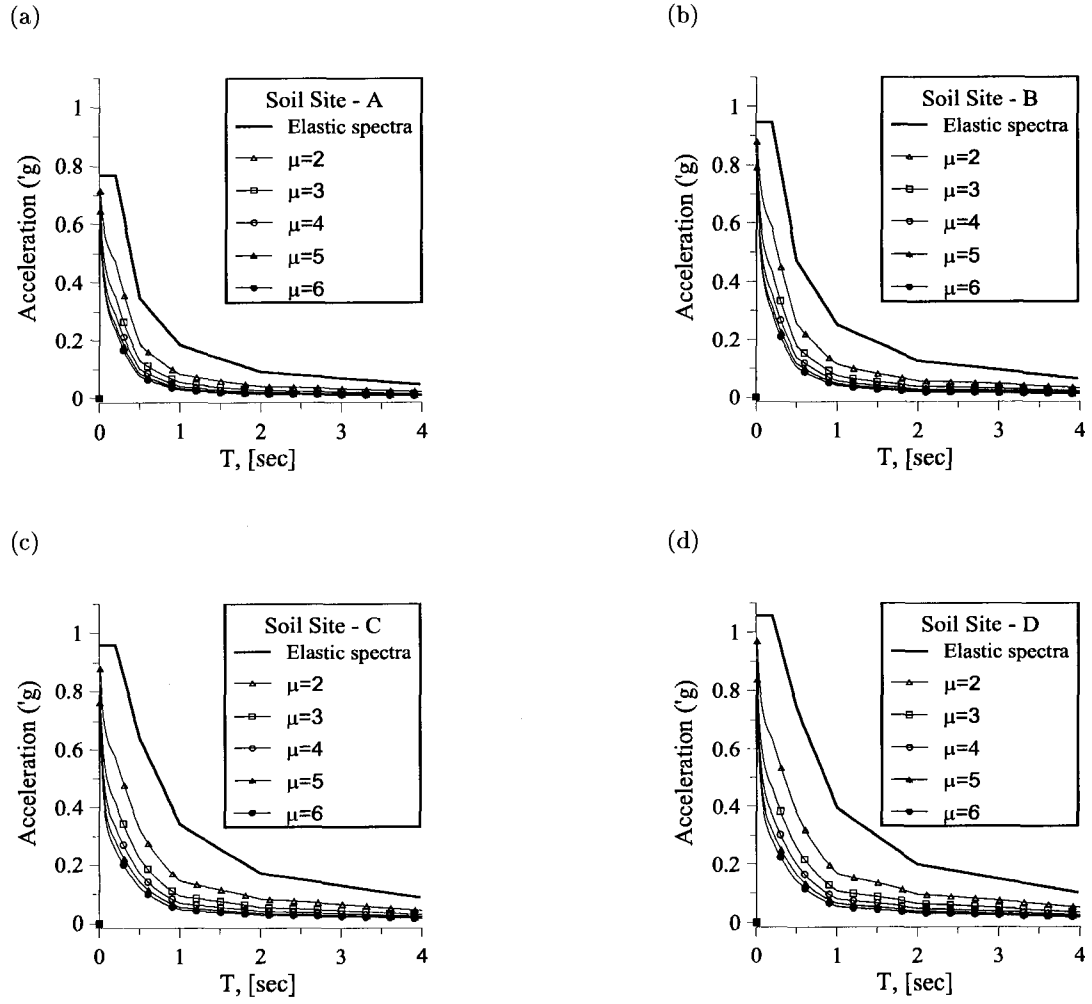 (a)
Soil Site - A
Elastic spectra
μ=2
μ=3
μ=4
μ=5
μ=6
Acceleration ('g)
1
0.8
0.6
0.4
0.2
0
0 1 2 3 4
T, [sec]
(b)
Soil Site - B
Elastic spectra
μ=2
μ=3
μ=4
μ=5
μ=6
Acceleration ('g)
1
0.8
0.6
0.4
0.2
0
0 1 2 3 4
T, [sec]
(c)
Soil Site - C
Elastic spectra
μ=2
μ=3
μ=4
μ=5
μ=6
Acceleration ('g)
1
0.8
0.6
0.4
0.2
0
0 1 2 3 4
T, [sec]
(d)
Soil Site - D
Elastic spectra
μ=2
μ=3
μ=4
μ=5
μ=6
Acceleration ('g)
1
0.8
0.6
0.4
0.2
0
0 1 2 3 4
T, [sec]